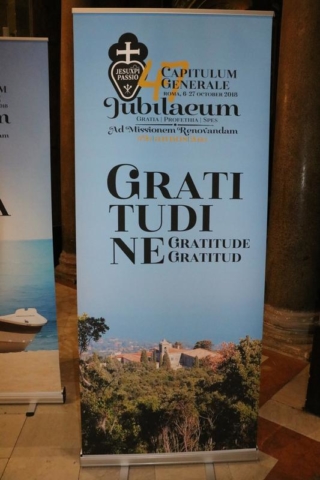 JESU XPI
PASSIO
47
CAPITULUM
GENERALE
ROMA, 6-27 OCTOBER 2018
Jubilaeum
GRATIA | PROPHETIA | SPES
Ad Missionem Renovandam
GRATI
TUDI
NE
GRATITUDE
GRATITUD